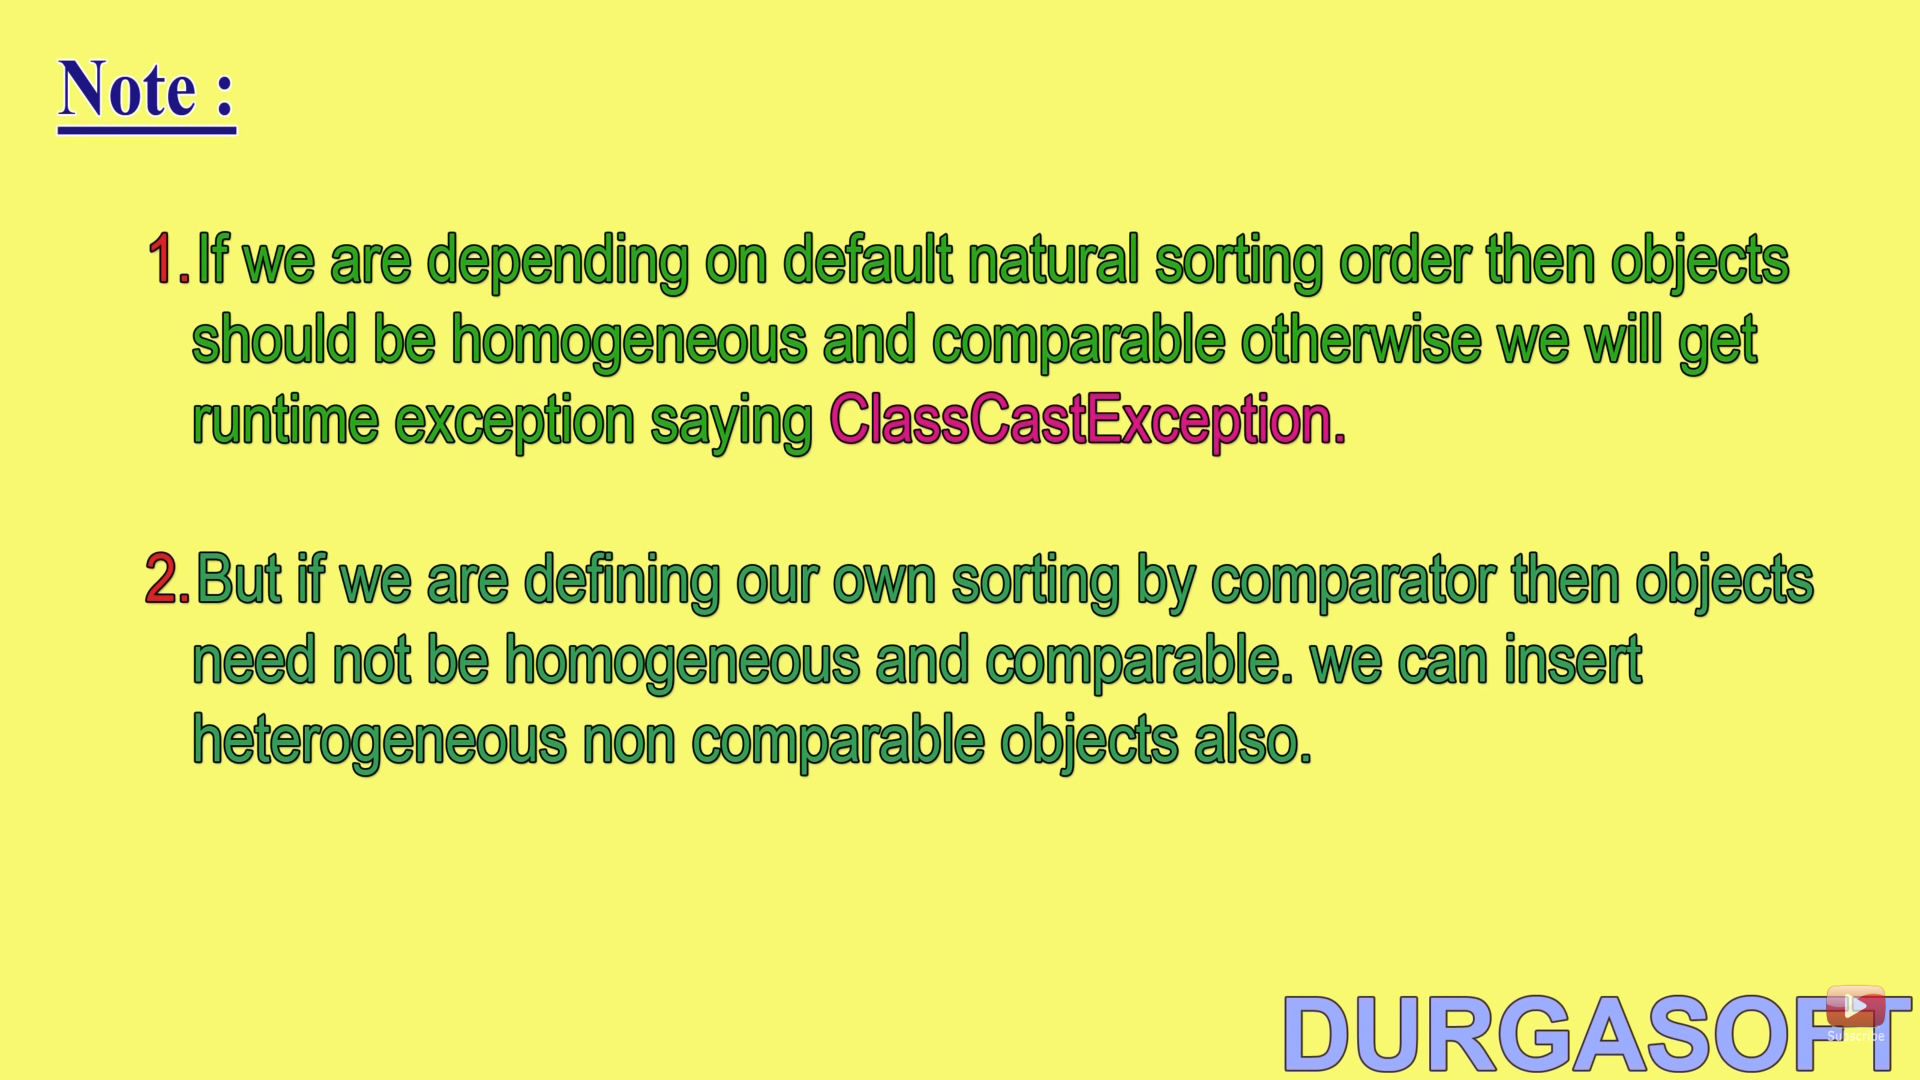 Note :
1. If we are depending on default natural sorting order then objects
should be homogeneous and comparable otherwise we will get
runtime exception saying ClassCastException.
2. But if we are defining our own sorting by comparator then objects
need not be homogeneous and comparable. we can insert
heterogeneous non comparable objects also.
DURGASOFT
Subscribe